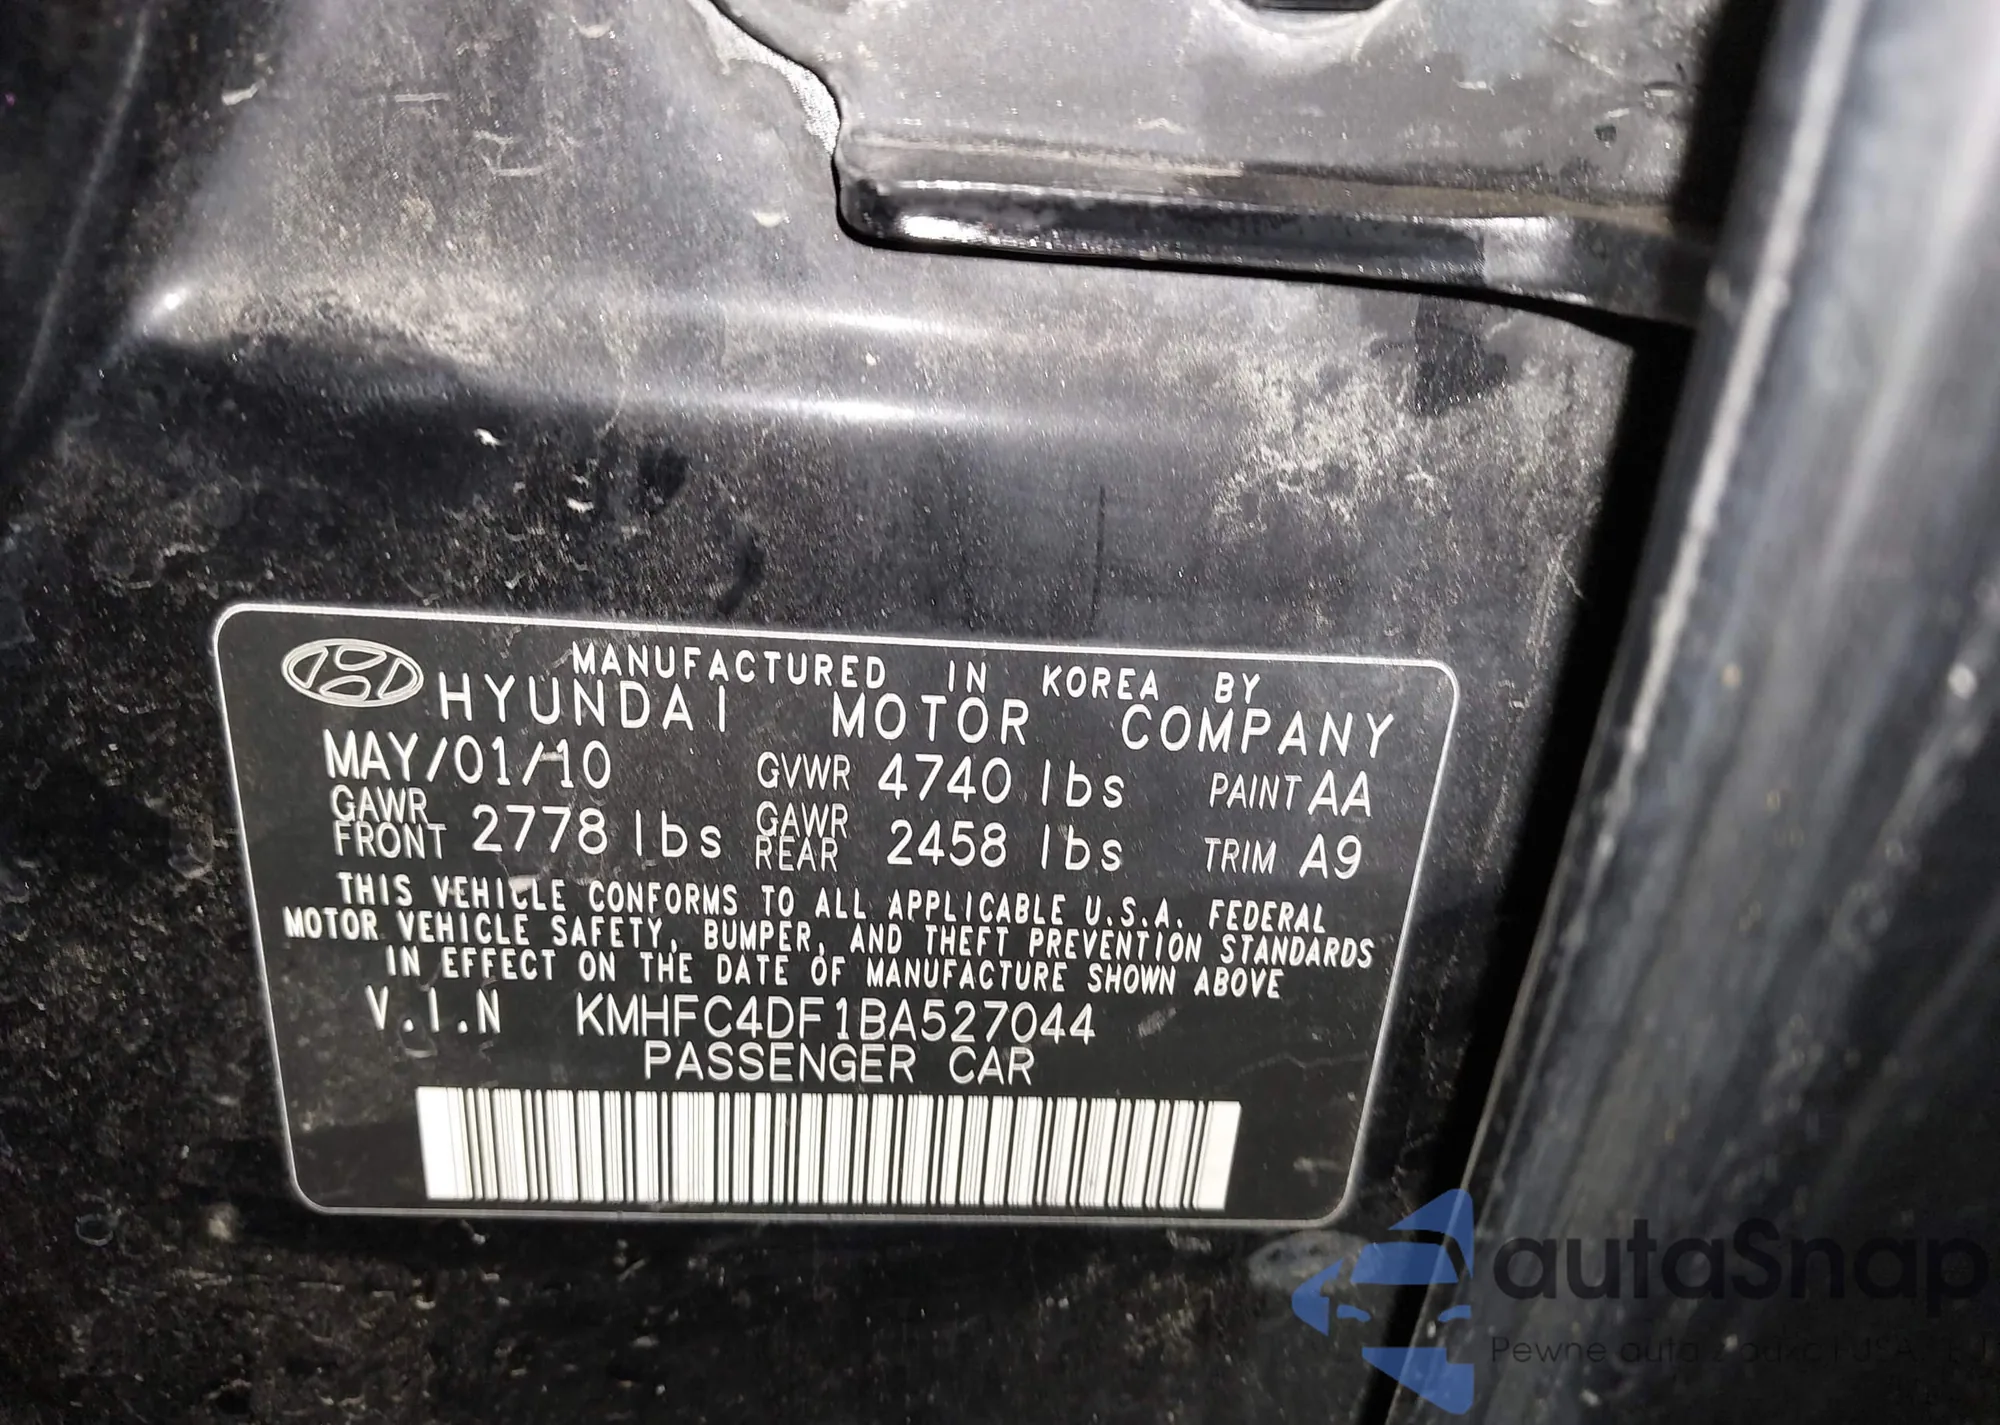 MANUFACTURED IN KOREA BY
HYUNDAI MOTOR COMPANY
MAY/01/10 GVWR 4740 lbs PAINT AA
GAWR FRONT 2778 lbs GAWR REAR 2458 lbs TRIM A9
THIS VEHICLE CONFORMS TO ALL APPLICABLE U.S.A. FEDERAL
MOTOR VEHICLE SAFETY, BUMPER, AND THEFT PREVENTION STANDARDS
IN EFFECT ON THE DATE OF MANUFACTURE SHOWN ABOVE
V.I.N KMHFC4DF1BA527044
PASSENGER CAR
autaSnap
Pewne auta z